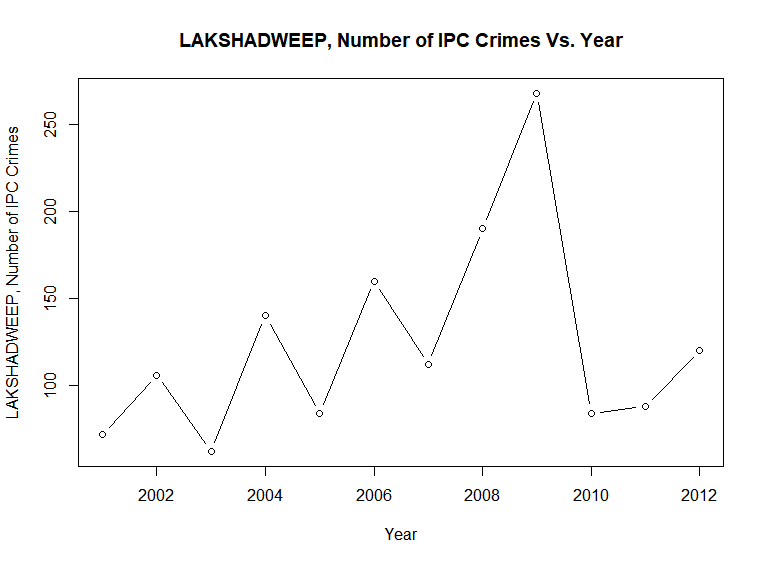 LAKSHADWEEP, Number of IPC Crimes Vs. Year
LAKSHADWEEP, Number of IPC Crimes
250
200
150
100
2002 2004 2006 2008 2010 2012
Year